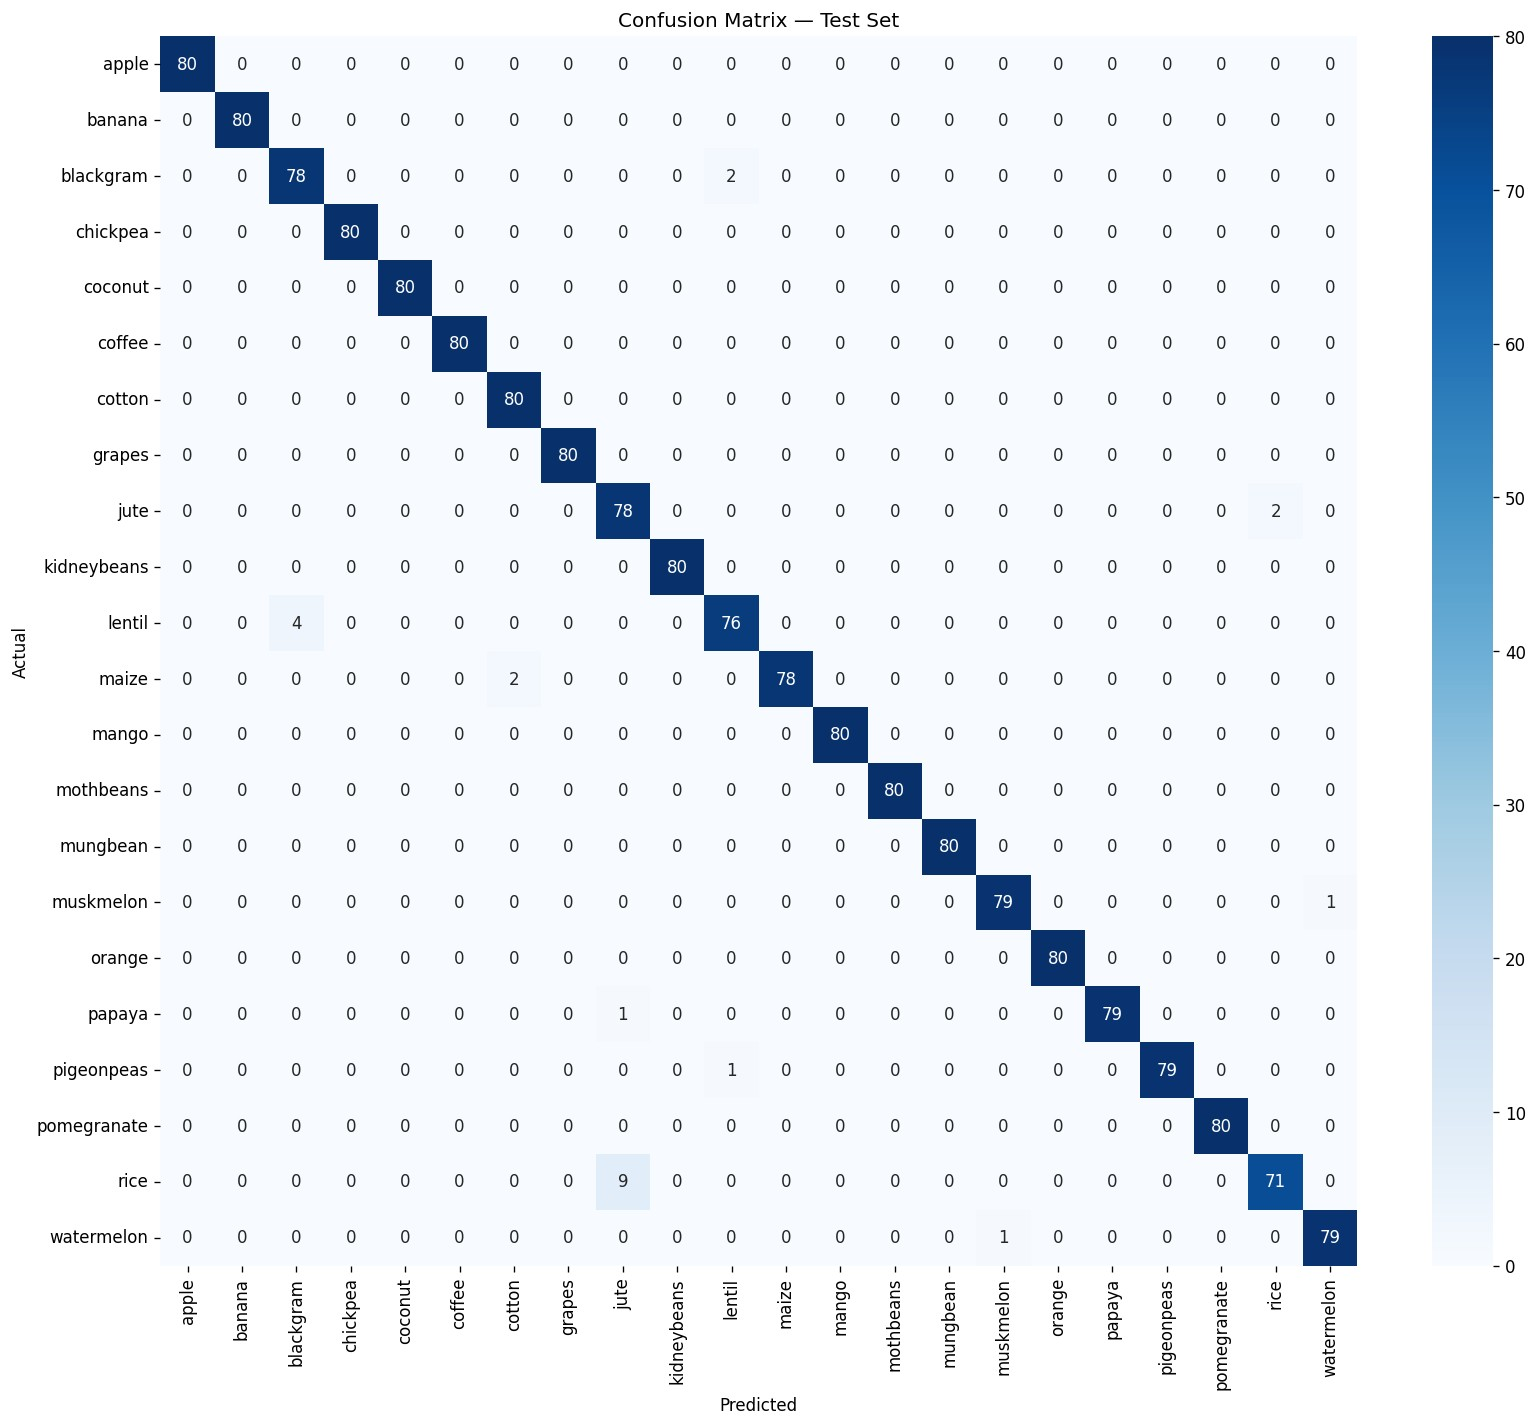 Confusion Matrix — Test Set
apple 80 0 0 0 0 0 0 0 0 0 0 0 0 0 0 0 0 0 0 0 0 0
banana 0 80 0 0 0 0 0 0 0 0 0 0 0 0 0 0 0 0 0 0 0 0
blackgram 0 0 78 0 0 0 0 0 0 0 2 0 0 0 0 0 0 0 0 0 0 0
chickpea 0 0 0 80 0 0 0 0 0 0 0 0 0 0 0 0 0 0 0 0 0 0
coconut 0 0 0 0 80 0 0 0 0 0 0 0 0 0 0 0 0 0 0 0 0 0
coffee 0 0 0 0 0 80 0 0 0 0 0 0 0 0 0 0 0 0 0 0 0 0
cotton 0 0 0 0 0 0 80 0 0 0 0 0 0 0 0 0 0 0 0 0 0 0
grapes 0 0 0 0 0 0 0 80 0 0 0 0 0 0 0 0 0 0 0 0 0 0
jute 0 0 0 0 0 0 0 0 78 0 0 0 0 0 0 0 0 0 0 0 2 0
kidneybeans 0 0 0 0 0 0 0 0 0 80 0 0 0 0 0 0 0 0 0 0 0 0
lentil 0 0 4 0 0 0 0 0 0 0 76 0 0 0 0 0 0 0 0 0 0 0
maize 0 0 0 0 0 0 2 0 0 0 0 78 0 0 0 0 0 0 0 0 0 0
mango 0 0 0 0 0 0 0 0 0 0 0 0 80 0 0 0 0 0 0 0 0 0
mothbeans 0 0 0 0 0 0 0 0 0 0 0 0 0 80 0 0 0 0 0 0 0 0
mungbean 0 0 0 0 0 0 0 0 0 0 0 0 0 0 80 0 0 0 0 0 0 0
muskmelon 0 0 0 0 0 0 0 0 0 0 0 0 0 0 0 79 0 0 0 0 0 1
orange 0 0 0 0 0 0 0 0 0 0 0 0 0 0 0 0 80 0 0 0 0 0
papaya 0 0 0 0 0 0 0 0 1 0 0 0 0 0 0 0 0 79 0 0 0 0
pigeonpeas 0 0 0 0 0 0 0 0 0 0 1 0 0 0 0 0 0 0 79 0 0 0
pomegranate 0 0 0 0 0 0 0 0 0 0 0 0 0 0 0 0 0 0 0 80 0 0
rice 0 0 0 0 0 0 0 0 9 0 0 0 0 0 0 0 0 0 0 0 71 0
watermelon 0 0 0 0 0 0 0 0 0 0 0 0 0 0 0 1 0 0 0 0 0 79
Actual
apple banana blackgram chickpea coconut coffee cotton grapes jute kidneybeans lentil maize mango mothbeans mungbean muskmelon orange papaya pigeonpeas pomegranate rice watermelon
Predicted
80
70
60
50
40
30
20
10
0